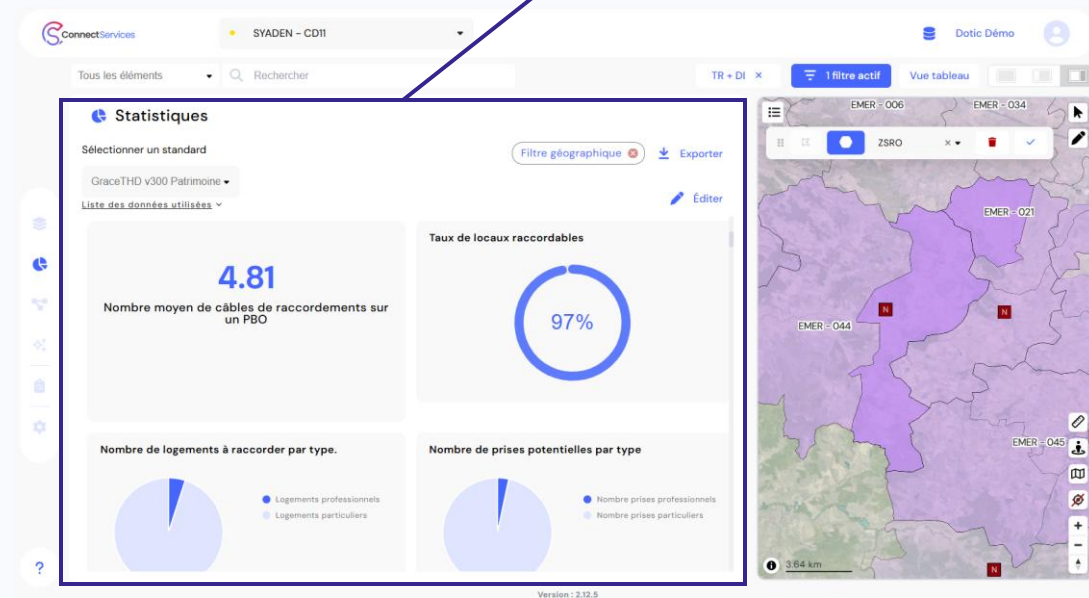 ConnectServices
SYADEN - CD11
Dotic Démo
Tous les éléments
Rechercher
TR + DI ×
1 filtre actif
Vue tableau
Statistiques
Sélectionner un standard
Filtre géographique
Exporter
GraceTHD v300 Patrimoine
Liste des données utilisées
Éditer
4.81
Nombre moyen de câbles de raccordements sur
un PBO
Taux de locaux raccordables
97%
Nombre de logements à raccorder par type.
Logements professionnels
Logements particuliers
Nombre de prises potentielles par type
Nombre prises professionnels
Nombre prises particuliers
EMER - 006
EMER - 034
ZSRO
EMER - 021
N
N
EMER - 044
EMER - 045
N
3.64 km
?
Version : 2.12.5